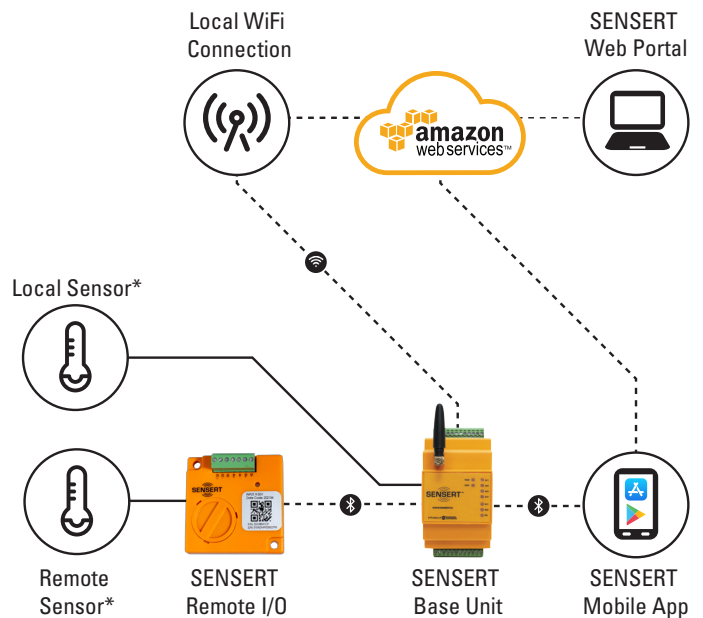 Local WiFi
Connection
SENSERT
Web Portal
amazon
webservices™
Local Sensor*
SENSERT
SENSERT
Remote
Sensor*
SENSERT
Remote I/O
SENSERT
Base Unit
SENSERT
Mobile App